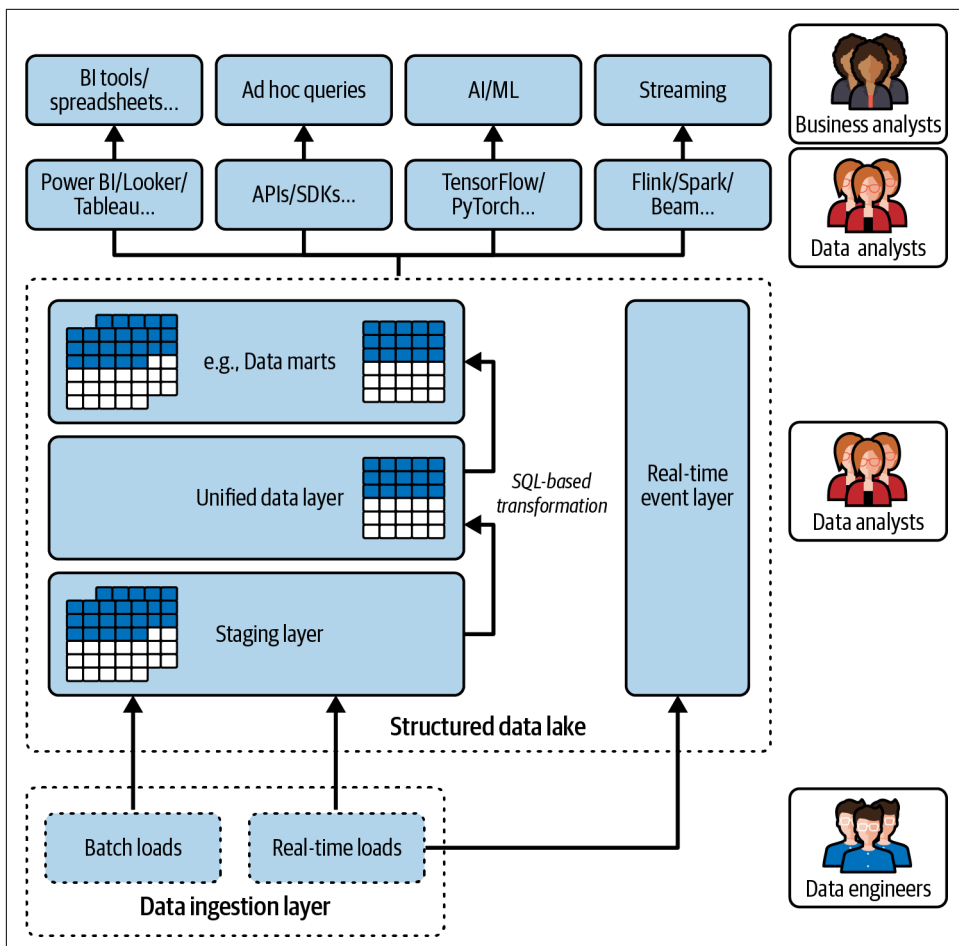 BI tools/
spreadsheets...
Ad hoc queries
AI/ML
Streaming
Business analysts
Power BI/Looker/
Tableau...
APIs/SDKs...
TensorFlow/
PyTorch...
Flink/Spark/
Beam...
Data analysts
e.g., Data marts
Unified data layer
SQL-based
transformation
Real-time
event layer
Data analysts
Staging layer
Structured data lake
Batch loads
Real-time loads
Data ingestion layer
Data engineers